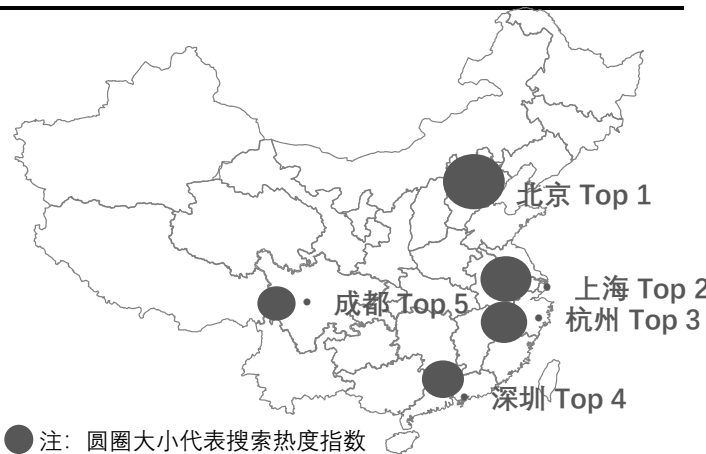 北京 Top 1
上海 Top 2
杭州 Top 3
成都 Top 5
深圳 Top 4
注：圆圈大小代表搜索热度指数